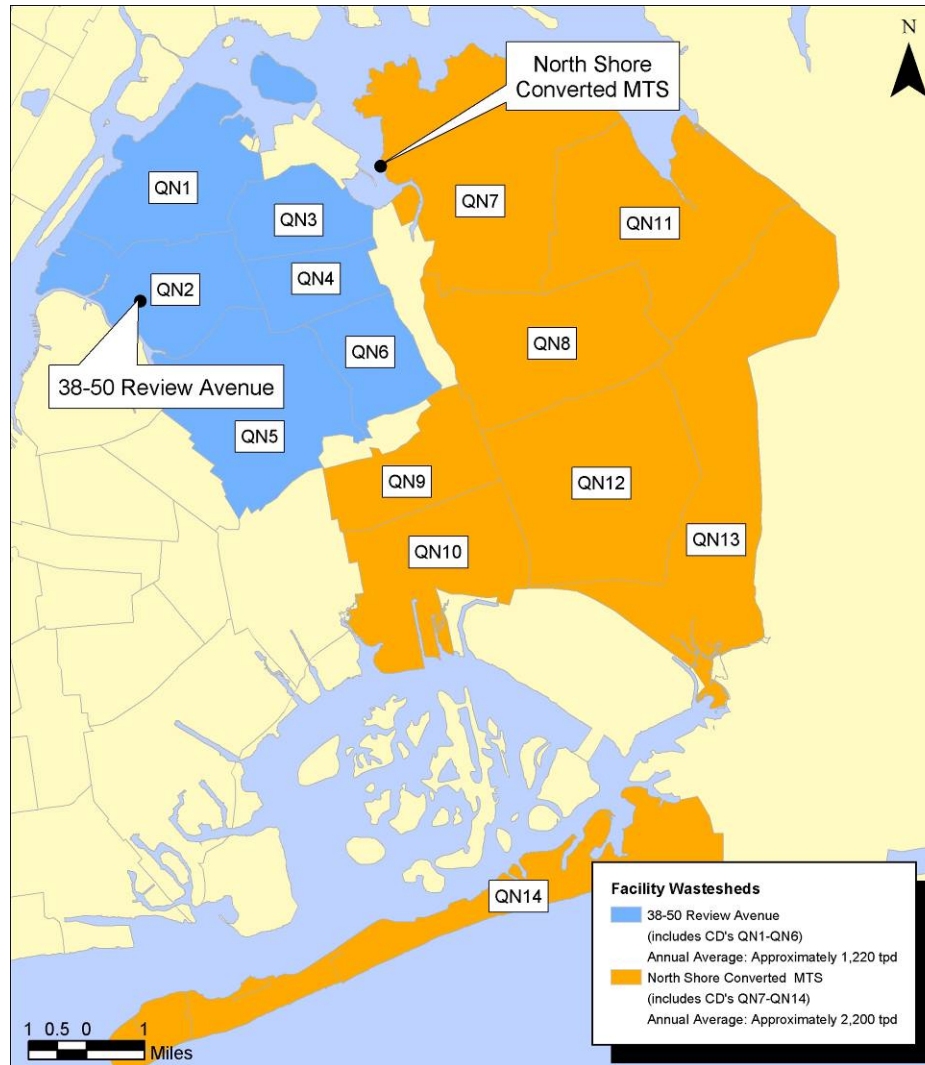 N
North Shore
Converted MTS
QN1
QN3
QN7
QN11
QN4
QN2
QN8
QN6
38-50 Review Avenue
QN5
QN9
QN12
QN13
QN10
QN14
Facility Wastesheds
38-50 Review Avenue
(includes CD's QN1-QN6)
Annual Average: Approximately 1,220 tpd
North Shore Converted MTS
(includes CD's QN7-QN14)
Annual Average: Approximately 2,200 tpd
1 0.5 0 1
Miles